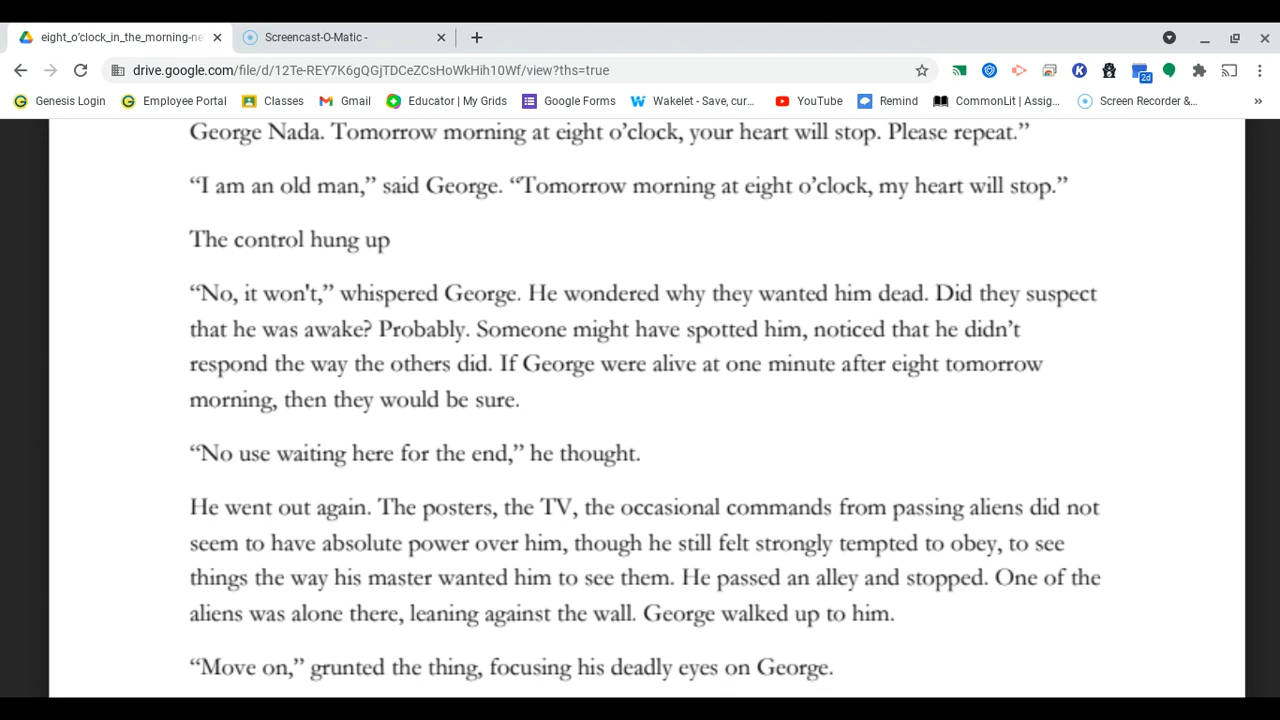 eight_o'clock_in_the_morning-ne
Screencast-O-Matic -
drive.google.com/file/d/12Te-REY7K6gQGjTDCeZCsHoWkHih10Wf/view?ths=true
2d
Genesis Login
Employee Portal
Classes
Gmail
Educator | My Grids
Google Forms
Wakelet - Save, cur...
YouTube
Remind
CommonLit | Assig...
Screen Recorder &...
George Nada. Tomorrow morning at eight o’clock, your heart will stop. Please repeat.”
“I am an old man,” said George. “Tomorrow morning at eight o’clock, my heart will stop.”
The control hung up
“No, it won't,” whispered George. He wondered why they wanted him dead. Did they suspect
that he was awake? Probably. Someone might have spotted him, noticed that he didn’t
respond the way the others did. If George were alive at one minute after eight tomorrow
morning, then they would be sure.
“No use waiting here for the end,” he thought.
He went out again. The posters, the TV, the occasional commands from passing aliens did not
seem to have absolute power over him, though he still felt strongly tempted to obey, to see
things the way his master wanted him to see them. He passed an alley and stopped. One of the
aliens was alone there, leaning against the wall. George walked up to him.
“Move on,” grunted the thing, focusing his deadly eyes on George.